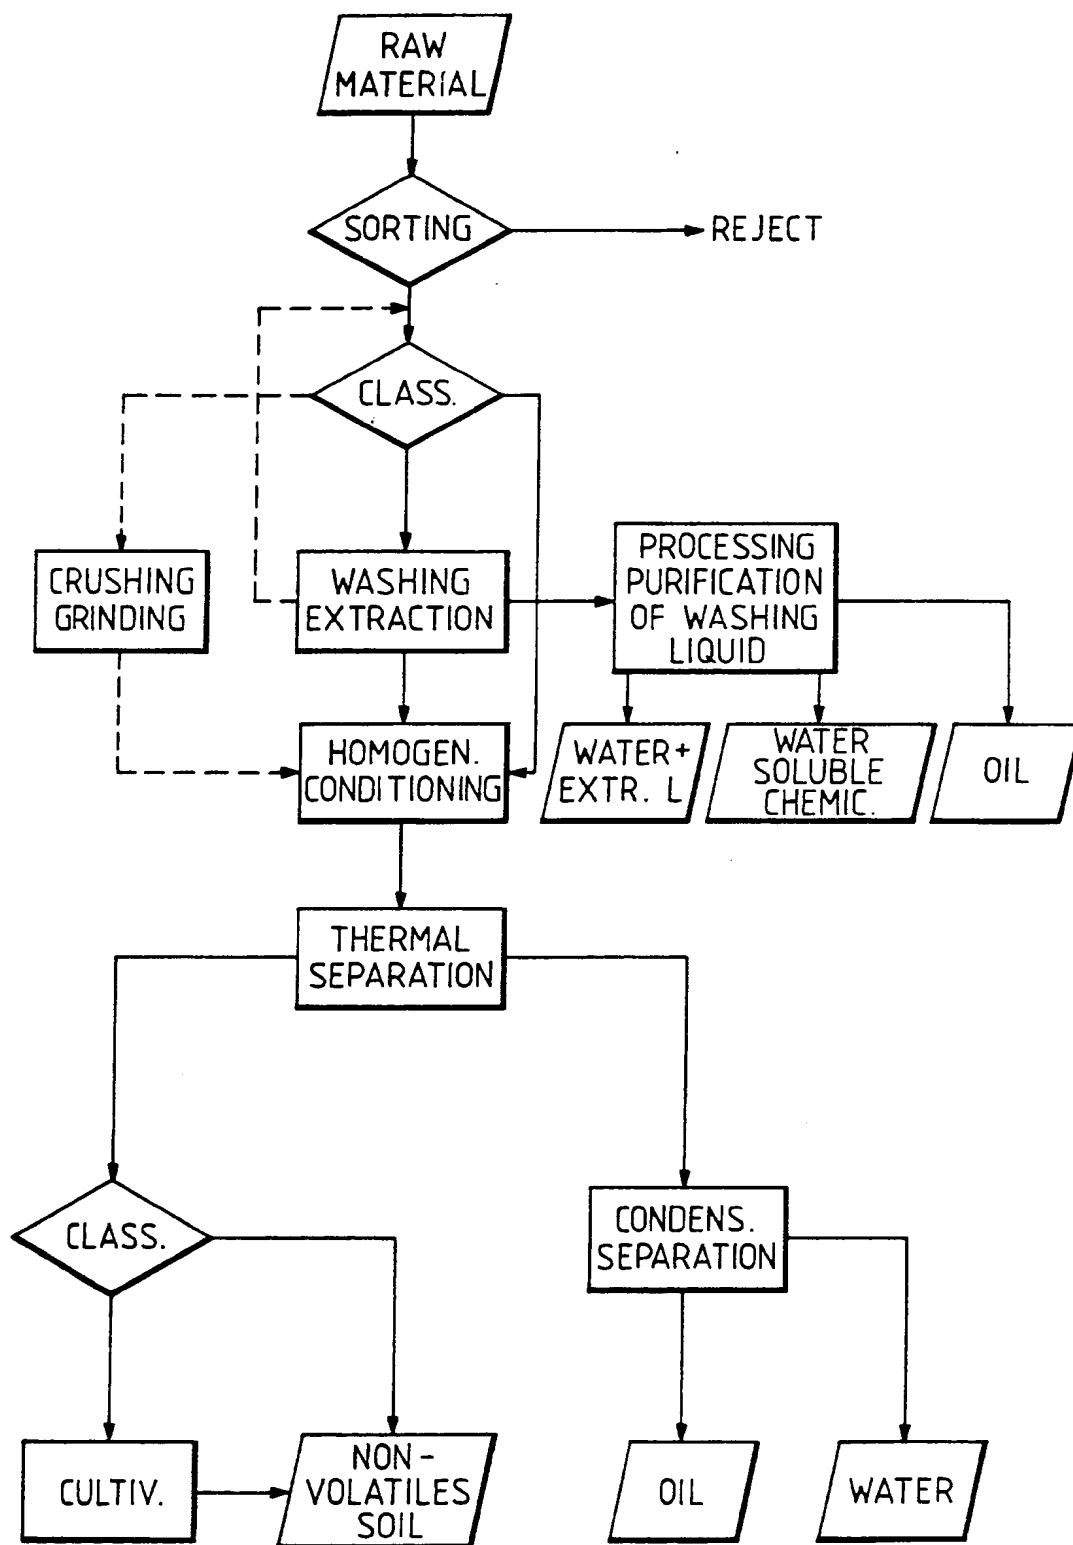 RAW
MATERIAL
SORTING
REJECT
CLASS.
CRUSHING
GRINDING
WASHING
EXTRACTION
PROCESSING
PURIFICATION
OF WASHING
LIQUID
HOMOGEN.
CONDITIONING
WATER+
EXTR. L
WATER
SOLUBLE
CHEMIC.
OIL
THERMAL
SEPARATION
CLASS.
CONDENS.
SEPARATION
CULTIV.
NON-
VOLATILES
SOIL
OIL
WATER